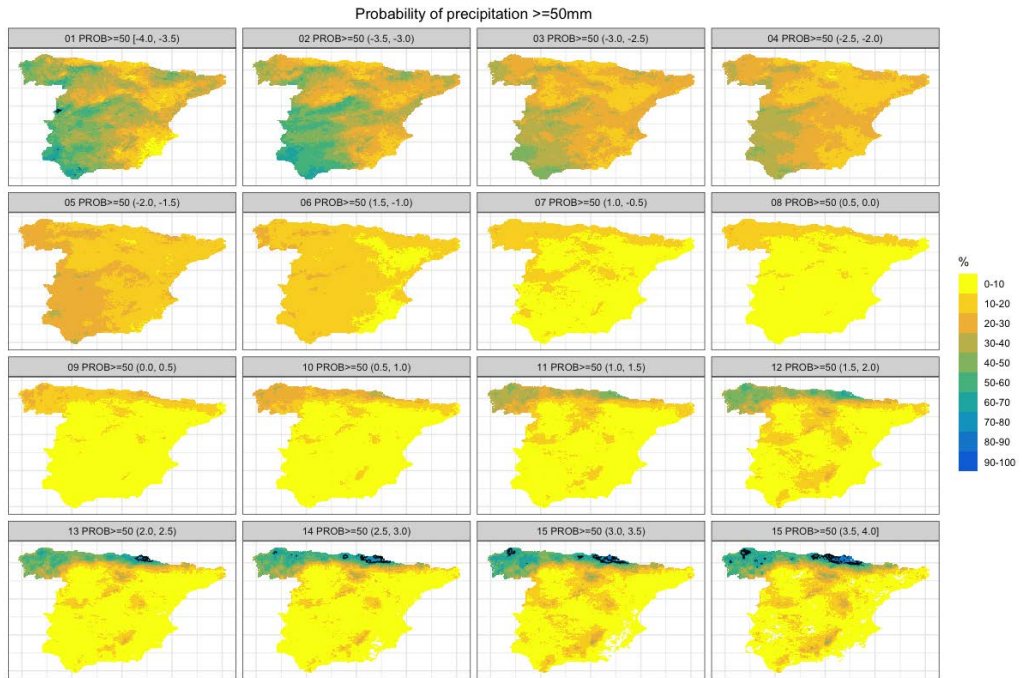 Probability of precipitation >=50mm
01 PROB>=50 [-4.0, -3.5)
02 PROB>=50 (-3.5, -3.0)
03 PROB>=50 (-3.0, -2.5)
04 PROB>=50 (-2.5, -2.0)
05 PROB>=50 (-2.0, -1.5)
06 PROB>=50 (1.5, -1.0)
07 PROB>=50 (1.0, -0.5)
08 PROB>=50 (0.5, 0.0)
09 PROB>=50 (0.0, 0.5)
10 PROB>=50 (0.5, 1.0)
11 PROB>=50 (1.0, 1.5)
12 PROB>=50 (1.5, 2.0)
13 PROB>=50 (2.0, 2.5)
14 PROB>=50 (2.5, 3.0)
15 PROB>=50 (3.0, 3.5)
15 PROB>=50 (3.5, 4.0]
%
0-10
10-20
20-30
30-40
40-50
50-60
60-70
70-80
80-90
90-100